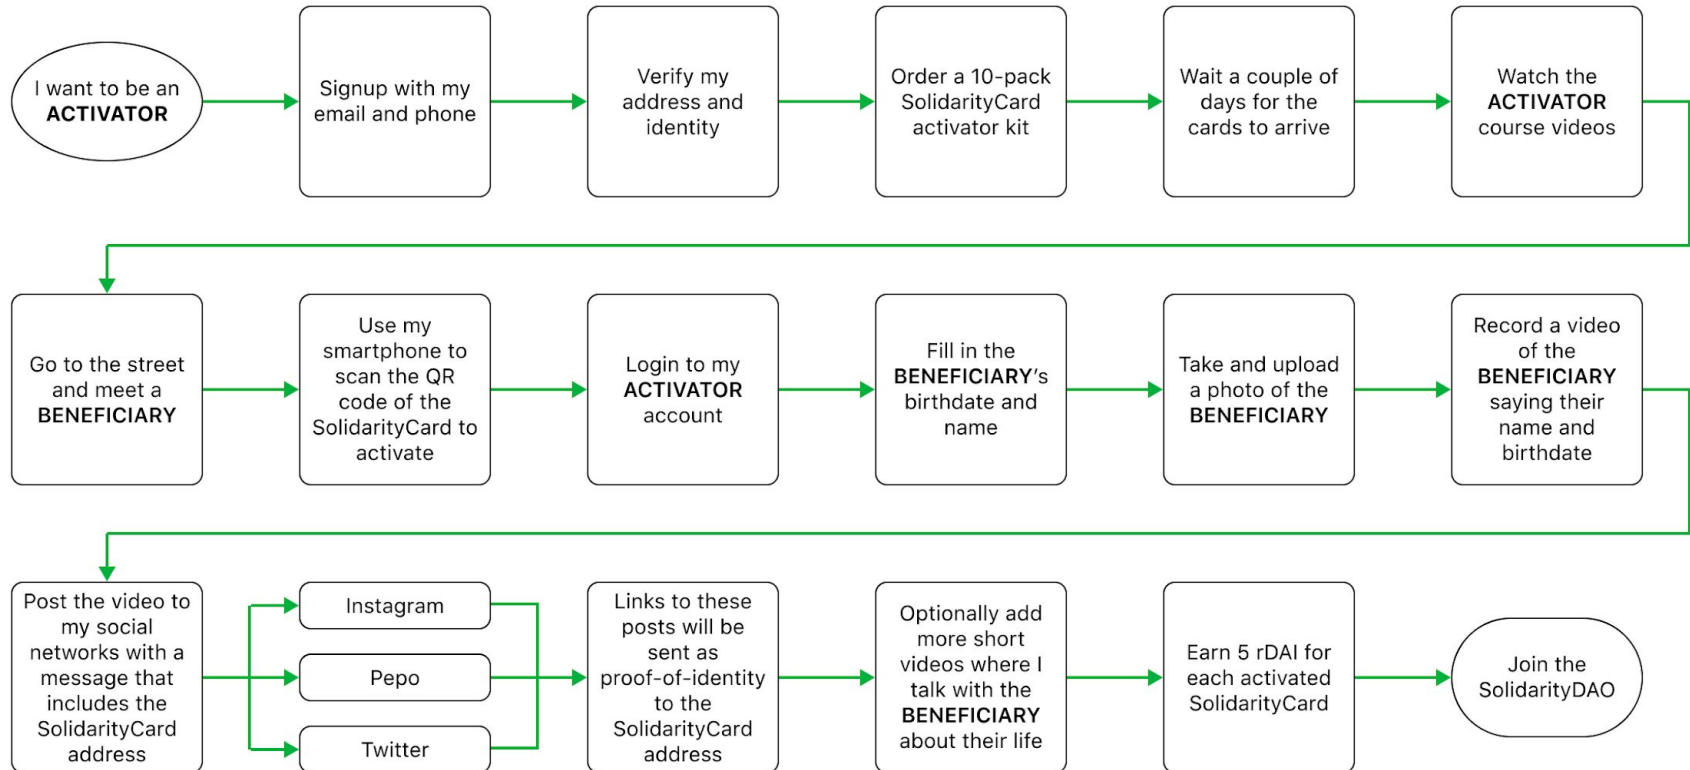 I want to be an
ACTIVATOR
Signup with my
email and phone
Verify my
address and
identity
Order a 10-pack
SolidarityCard
activator kit
Wait a couple of
days for the
cards to arrive
Watch the
ACTIVATOR
course videos
Go to the street
and meet a
BENEFICIARY
Use my
smartphone to
scan the QR
code of the
SolidarityCard to
activate
Login to my
ACTIVATOR
account
Fill in the
BENEFICIARY's
birthdate and
name
Take and upload
a photo of the
BENEFICIARY
Record a video
of the
BENEFICIARY
saying their
name and
birthdate
Post the video to
my social
networks with a
message that
includes the
SolidarityCard
address
Instagram
Pepo
Twitter
Links to these
posts will be
sent as
proof-of-identity
to the
SolidarityCard
address
Optionally add
more short
videos where I
talk with the
BENEFICIARY
about their life
Earn 5 rDAI for
each activated
SolidarityCard
Join the
SolidarityDAO